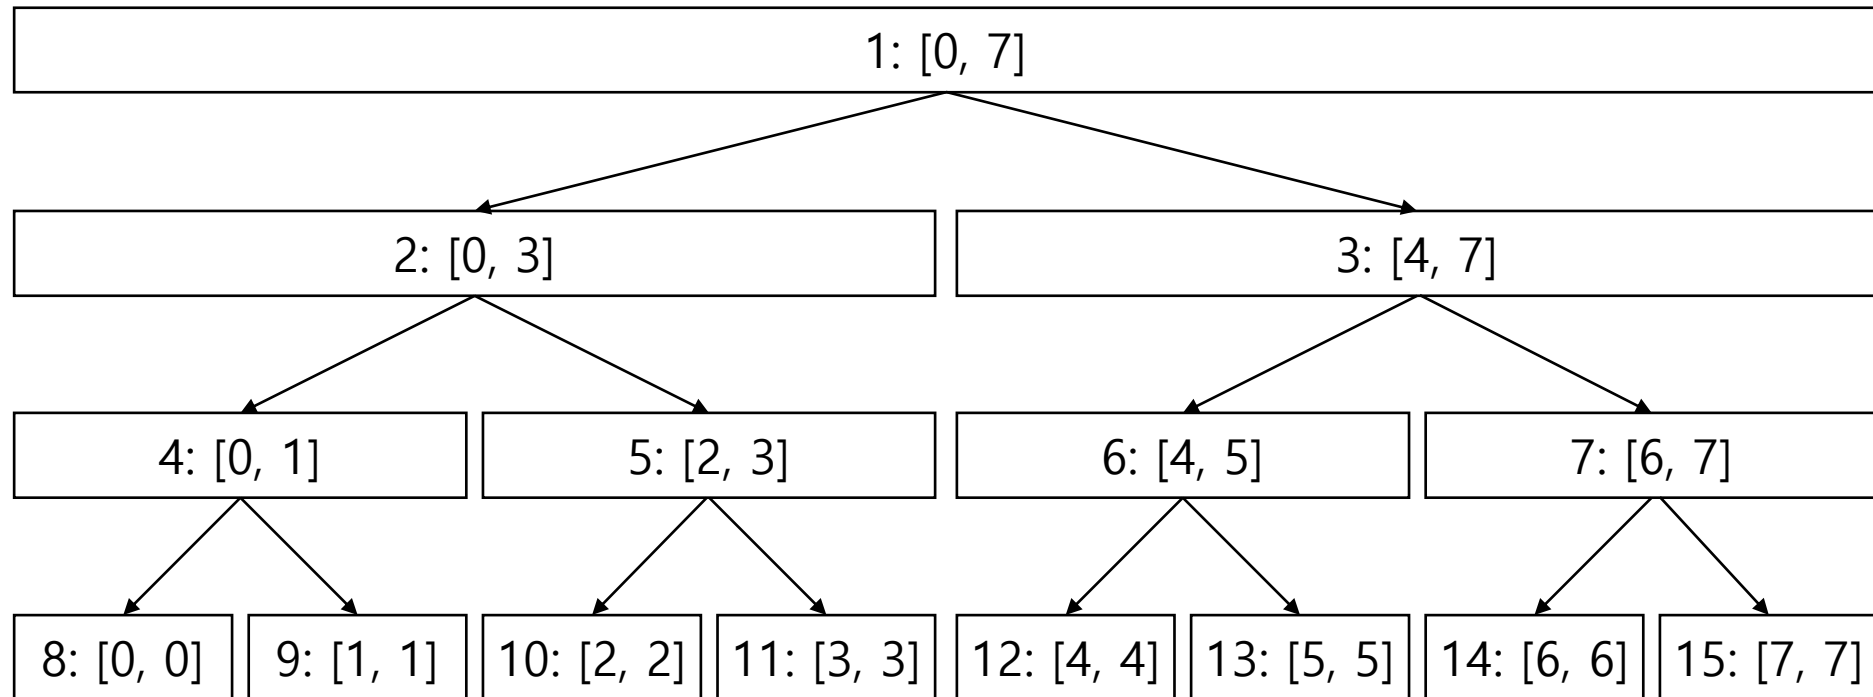 1: [0, 7]
2: [0, 3]
3: [4, 7]
4: [0, 1]
5: [2, 3]
6: [4, 5]
7: [6, 7]
8: [0, 0]
9: [1, 1]
10: [2, 2]
11: [3, 3]
12: [4, 4]
13: [5, 5]
14: [6, 6]
15: [7, 7]